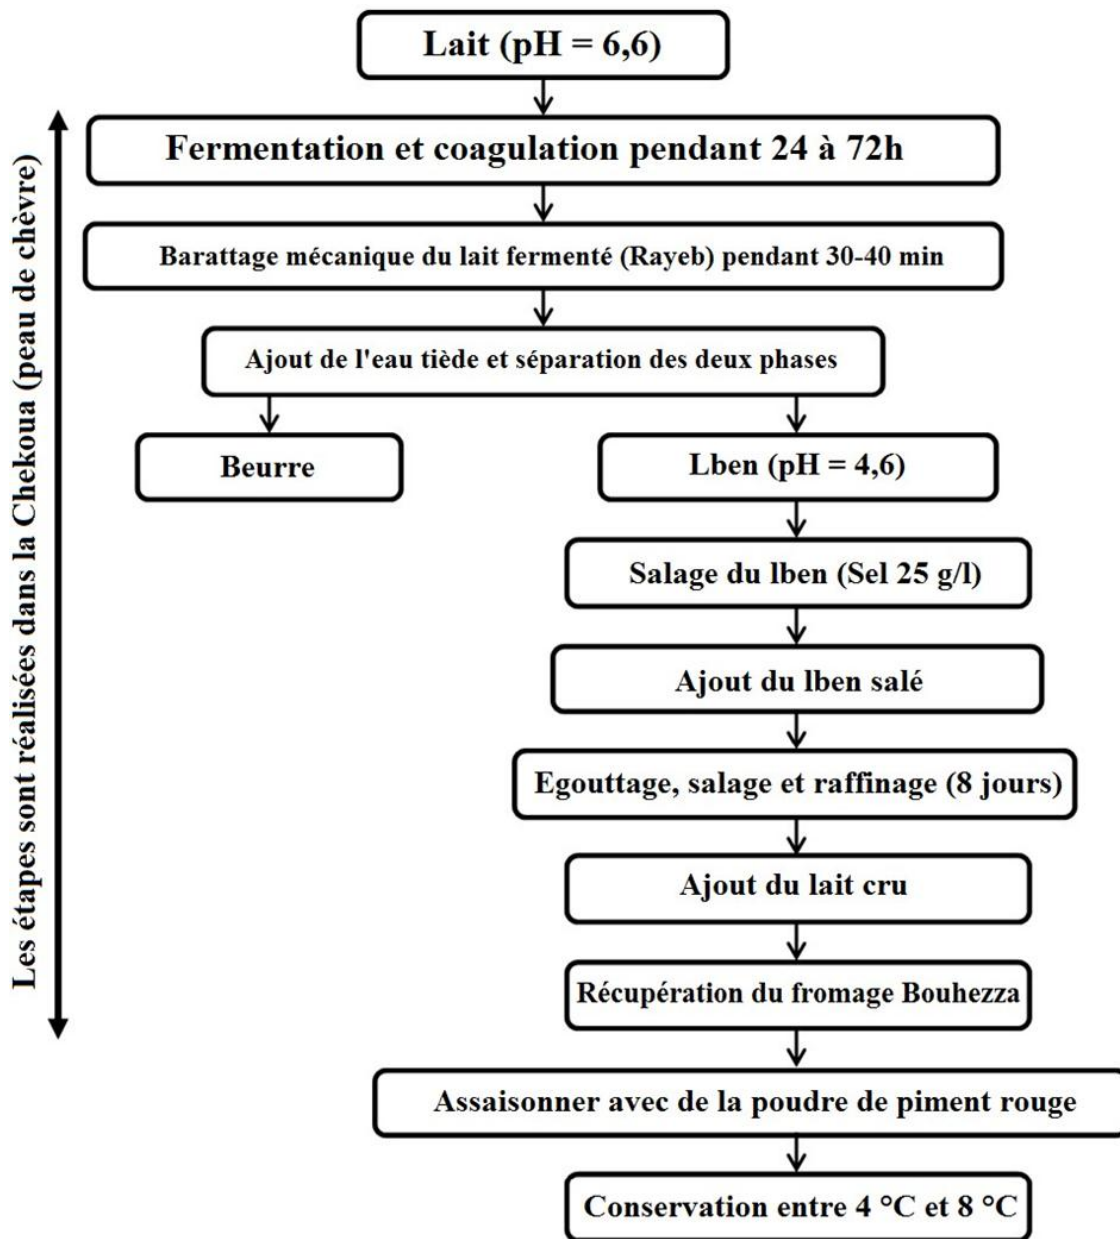 Lait (pH = 6,6)
Fermentation et coagulation pendant 24 à 72h
Barattage mécanique du lait fermenté (Rayeb) pendant 30-40 min
Ajout de l'eau tiède et séparation des deux phases
Beurre
Lben (pH = 4,6)
Salage du lben (Sel 25 g/l)
Ajout du lben salé
Egouttage, salage et raffinage (8 jours)
Ajout du lait cru
Récupération du fromage Bouhezza
Assaisonner avec de la poudre de piment rouge
Conservation entre 4 °C et 8 °C
Les étapes sont réalisées dans la Chekoua (peau de chèvre)